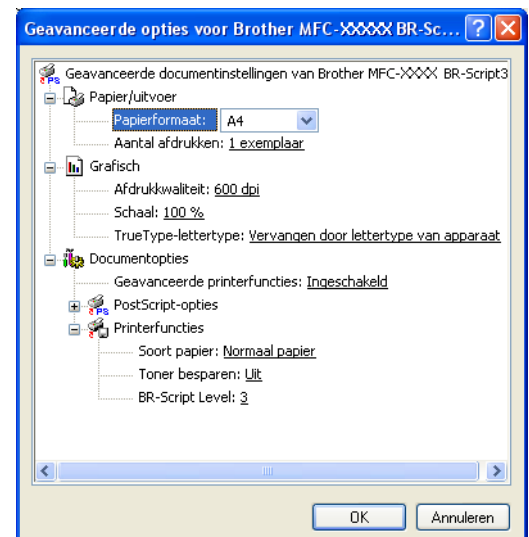 Geavanceerde opties voor Brother MFC-XXXXX BR-Sc...
Geavanceerde documentinstellingen van Brother MFC-XXXX BR-Script3
Papier/uitvoer
Papierformaat: A4
Aantal afdrukken: 1 exemplaar
Grafisch
Afdrukkwaliteit: 600 dpi
Schaal: 100 %
TrueType-lettertype: Vervangen door lettertype van apparaat
Documentopties
Geavanceerde printerfuncties: Ingeschakeld
PostScript-opties
Printerfuncties
Soort papier: Normaal papier
Toner besparen: Uit
BR-Script Level: 3
OK Annuleren